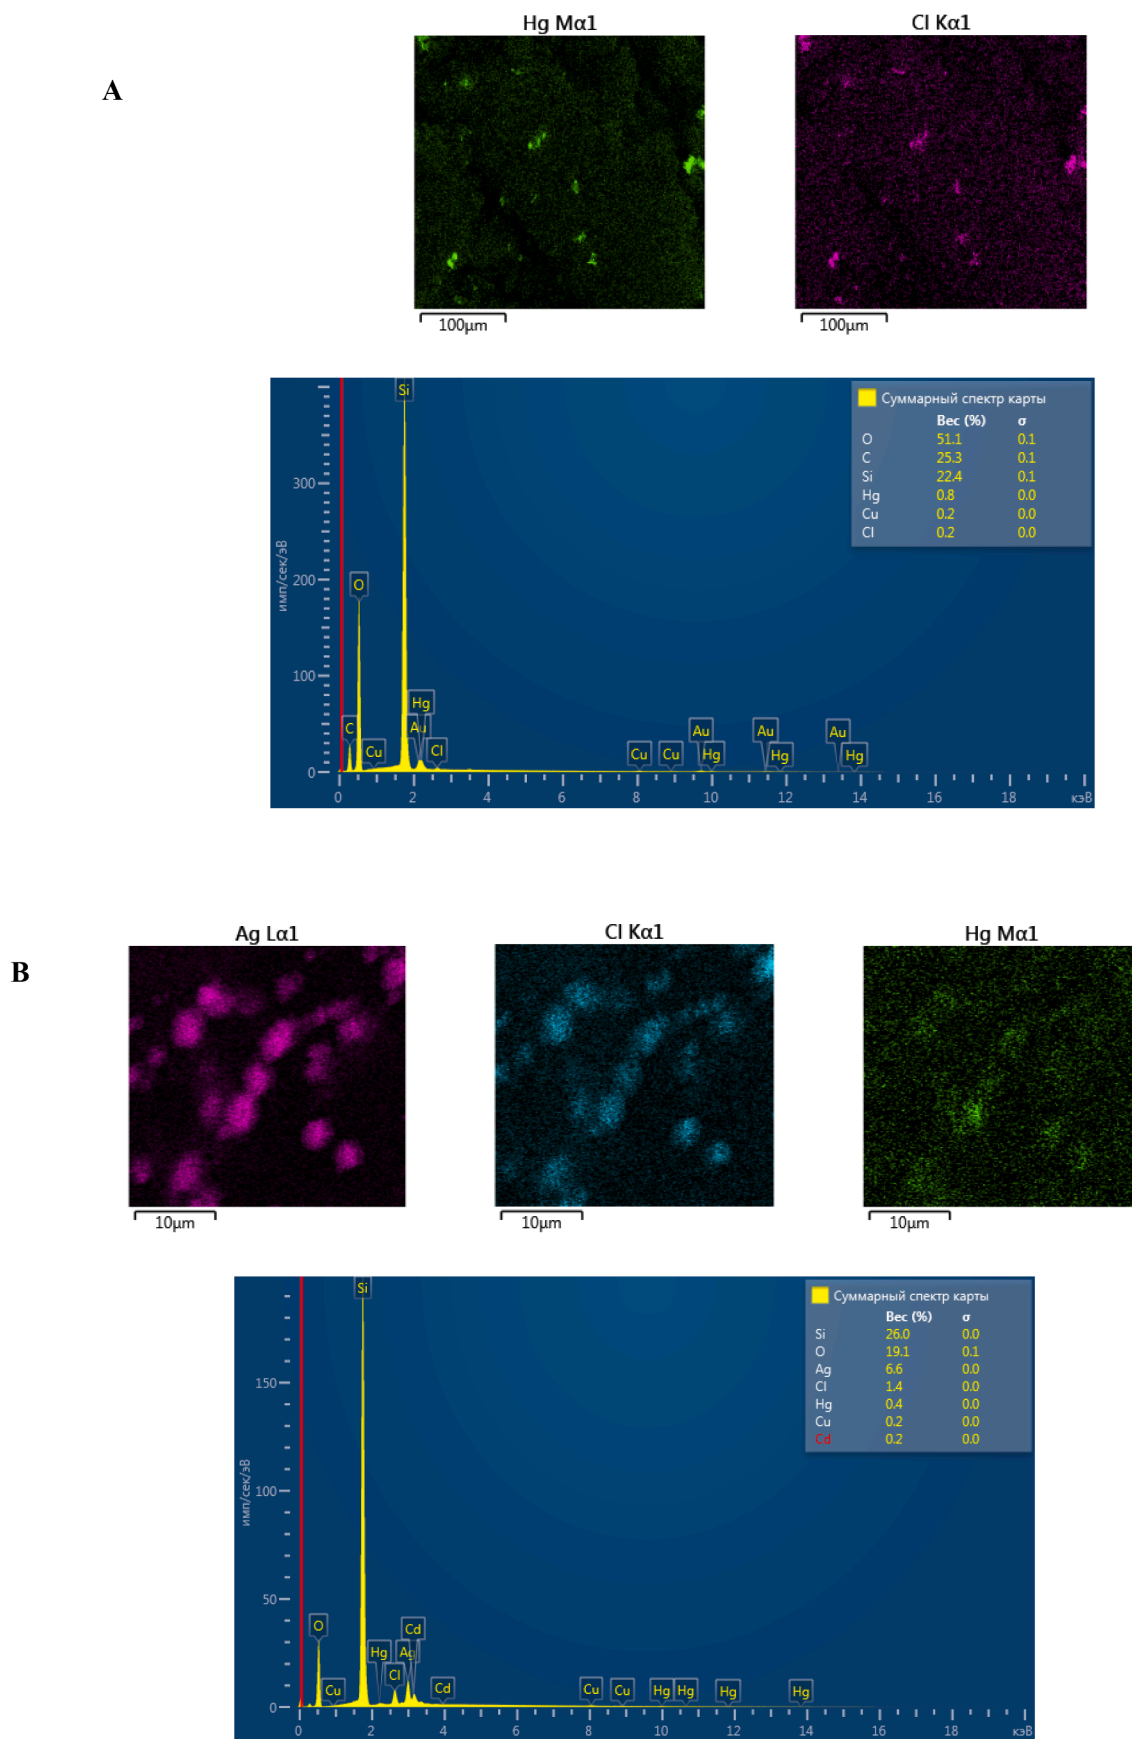 Hg Mα1
Cl Kα1
A
100μm
100μm
Si
Суммарный спектр карты
Вес (%) σ
O 51.1 0.1
C 25.3 0.1
Si 22.4 0.1
Hg 0.8 0.0
Cu 0.2 0.0
Cl 0.2 0.0
300
имп/сек/эВ
200
O
100
Hg
C
Cu
Au
Cl
Cu
Cu
Au
Hg
Au
Hg
Au
Hg
0
0 2 4 6 8 10 12 14 16 18 кэВ
Ag Lα1
Cl Kα1
Hg Mα1
B
10μm
10μm
10μm
Si
Суммарный спектр карты
Вес (%) σ
Si 26.0 0.0
O 19.1 0.1
Ag 6.6 0.0
Cl 1.4 0.0
Hg 0.4 0.0
Cu 0.2 0.0
Cd 0.2 0.0
150
имп/сек/эВ
100
50
O
Cd
Hg
Ag
Cl
Cu
Cd
Cu
Cu
Hg
Hg
Hg
Hg
0
0 2 4 6 8 10 12 14 16 18 кэВ